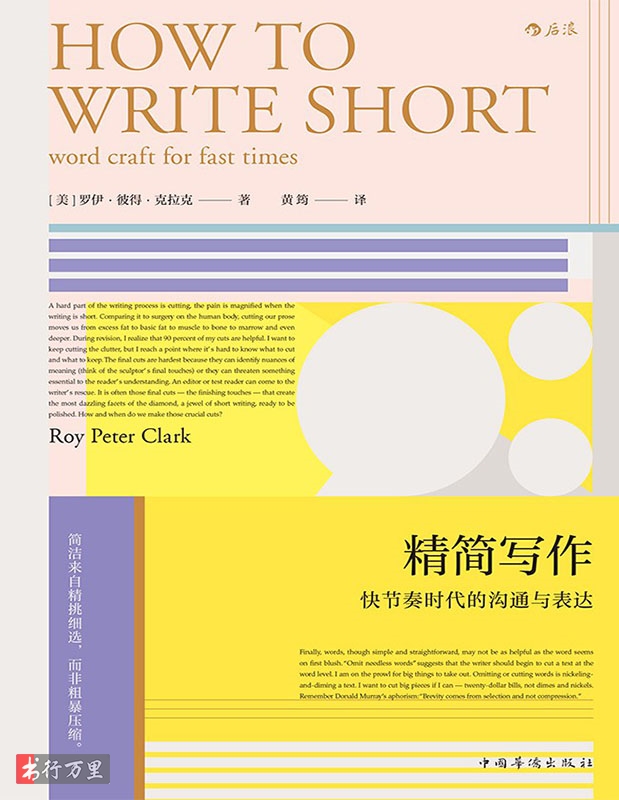 HOW TO
后浪
WRITE SHORT
word craft for fast times
[美]罗伊·彼得·克拉克 —— 著 黄筠 —— 译
A hard part of the writing process is cutting, the pain is magnified when the
writing is short. Comparing it to surgery on the human body, cutting our prose
moves us from excess fat to basic fat to muscle to bone to marrow and even
deeper. During revision, I realize that 90 percent of my cuts are helpful. I want to
keep cutting the clutter, but I reach a point where it's hard to know what to cut
and what to keep. The final cuts are hardest because they can identify nuances of
meaning (think of the sculptor's final touches) or they can threaten something
essential to the reader's understanding. An editor or test reader can come to the
writer's rescue. It is often those final cuts — the finishing touches — that create
the most dazzling facets of the diamond, a jewel of short writing, ready to be
polished. How and when do we make those crucial cuts?
Roy Peter Clark
精简写作
快节奏时代的沟通与表达
简洁来自精挑细选，而非粗暴压缩。
Finally, words, though simple and straightforward, may not be as helpful as the word seems
on first blush. "Omit needless words" suggests that the writer should begin to cut a text at the
word level. I am on the prowl for big things to take out. Omitting or cutting words is nickeling-
and-diming a text. I want to cut big pieces if I can — twenty-dollar bills, not dimes and nickels.
Remember Donald Murray's aphorism: "Brevity comes from selection and not compression."
书行万里
中国华侨出版社